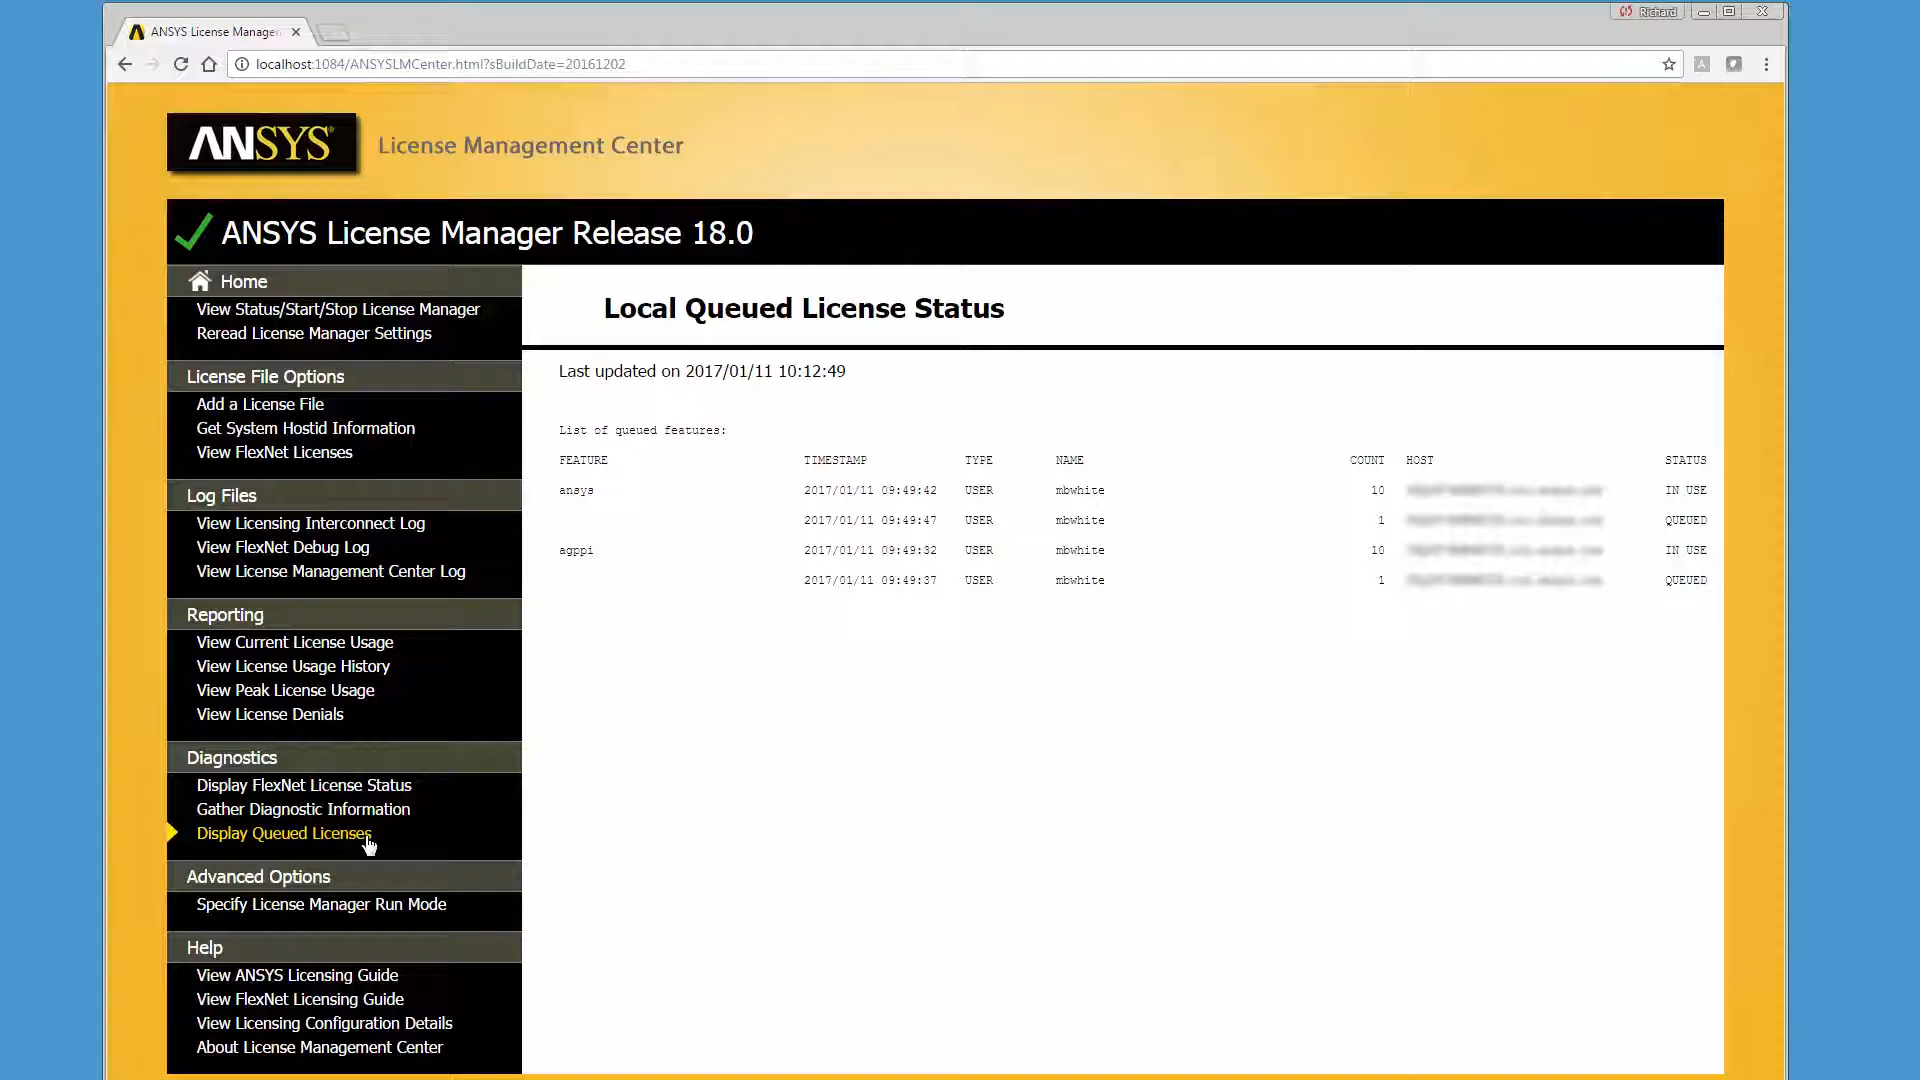 Richard
ANSYS License Manager
localhost:1084/ANSYSLMCenter.html?sBuildDate=20161202
A
ANSYS® License Management Center
ANSYS License Manager Release 18.0
Home
View Status/Start/Stop License Manager
Reread License Manager Settings
License File Options
Add a License File
Get System Hostid Information
View FlexNet Licenses
Log Files
View Licensing Interconnect Log
View FlexNet Debug Log
View License Management Center Log
Reporting
View Current License Usage
View License Usage History
View Peak License Usage
View License Denials
Diagnostics
Display FlexNet License Status
Gather Diagnostic Information
Display Queued Licenses
Advanced Options
Specify License Manager Run Mode
Help
View ANSYS Licensing Guide
View FlexNet Licensing Guide
View Licensing Configuration Details
About License Management Center
Local Queued License Status
Last updated on 2017/01/11 10:12:49
List of queued features:
FEATURE TIMESTAMP TYPE NAME COUNT HOST STATUS
ansys 2017/01/11 09:49:42 USER mbwhite 10 IN USE
2017/01/11 09:49:47 USER mbwhite 1 QUEUED
agppi 2017/01/11 09:49:32 USER mbwhite 10 IN USE
2017/01/11 09:49:37 USER mbwhite 1 QUEUED